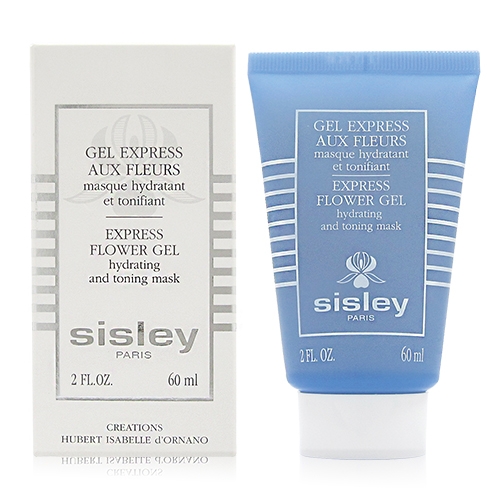 GEL EXPRESS
AUX FLEURS
masque hydratant
et tonifiant
EXPRESS
FLOWER GEL
hydrating
and toning mask
sisley
PARIS
2 FL.OZ. 60 ml
CREATIONS
HUBERT ISABELLE d'ORNANO
GEL EXPRESS
AUX FLEURS
masque hydratant
et tonifiant
EXPRESS
FLOWER GEL
hydrating
and toning mask
sisley
PARIS
2 FL. OZ. 60 ml